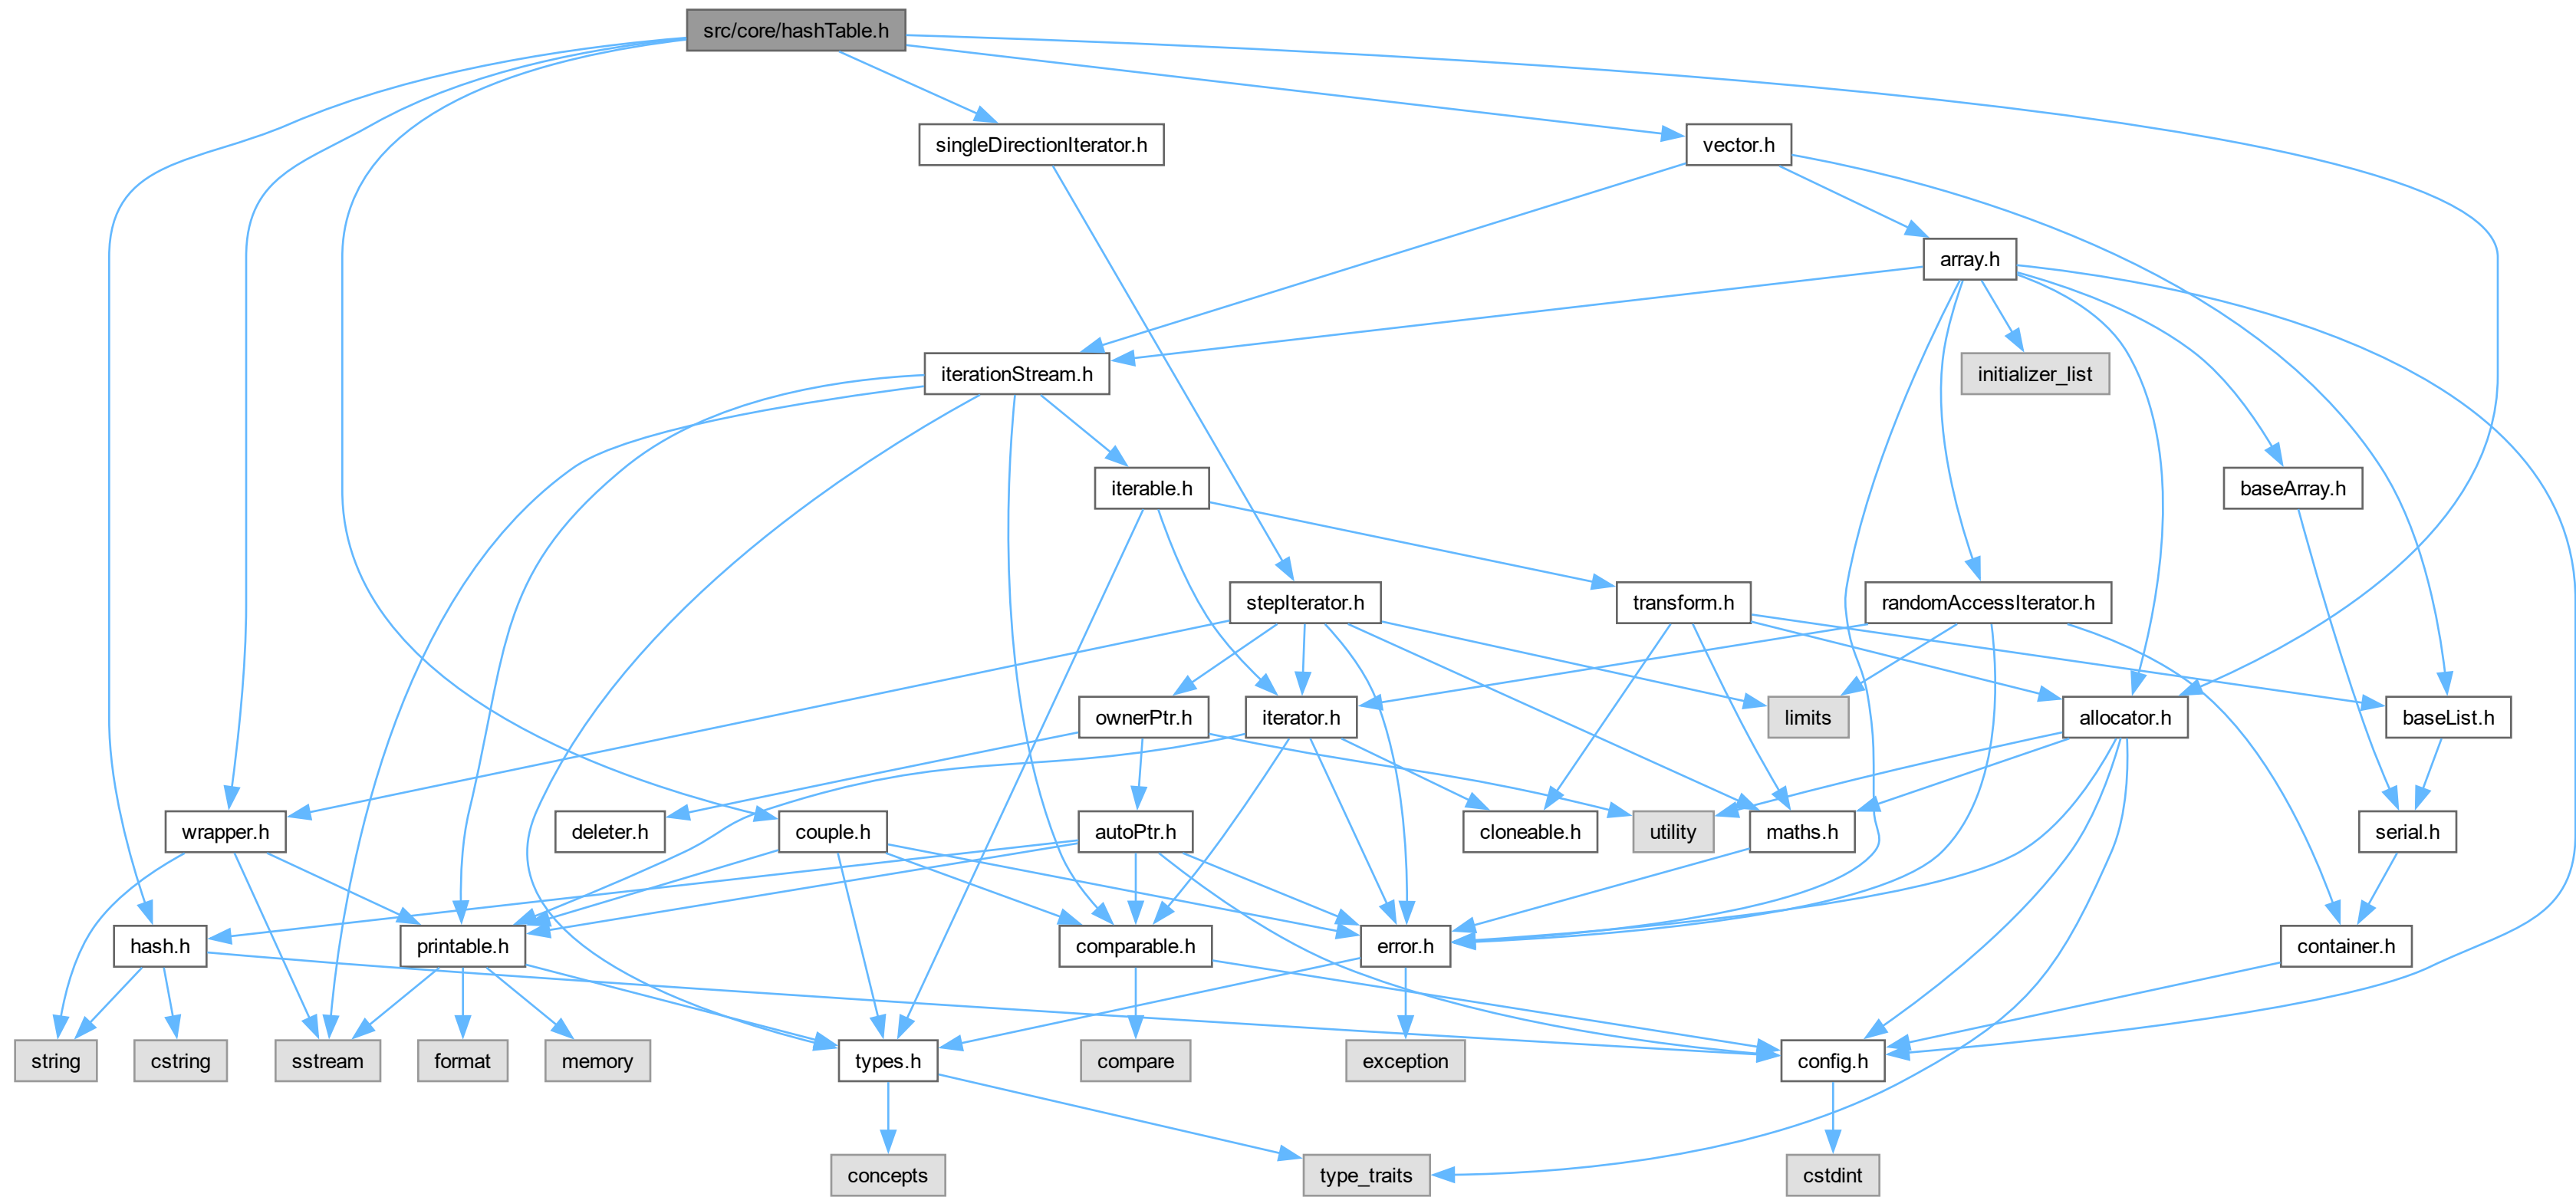 src/core/hashTable.h
singleDirectionIterator.h
vector.h
array.h
iterationStream.h
initializer_list
iterable.h
baseArray.h
stepIterator.h
transform.h
randomAccessIterator.h
ownerPtr.h
iterator.h
limits
allocator.h
baseList.h
wrapper.h
deleter.h
couple.h
autoPtr.h
cloneable.h
utility
maths.h
serial.h
hash.h
printable.h
comparable.h
error.h
container.h
string
cstring
sstream
format
memory
types.h
compare
exception
config.h
concepts
type_traits
cstdint